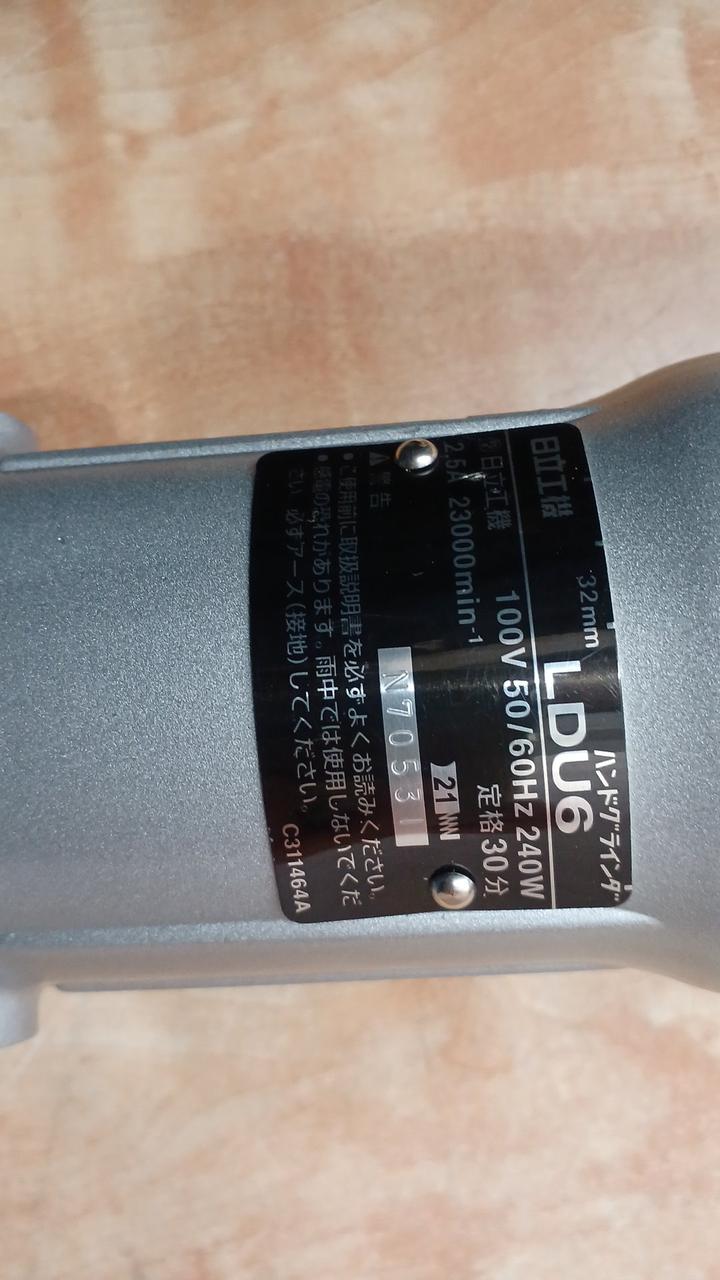 日立工機
32mm ハンドグラインダ
LDU6
100V 50/60Hz 240W
㈱日立工機 定格30分
2.5A 23000min⁻¹
21NNN
N7053
⚠警告
●ご使用前に取扱説明書を必ずよくお読みください。
●感電の恐れがあります。雨中では使用しないでくだ
さい。必ずアース(接地)してください。
C311464A